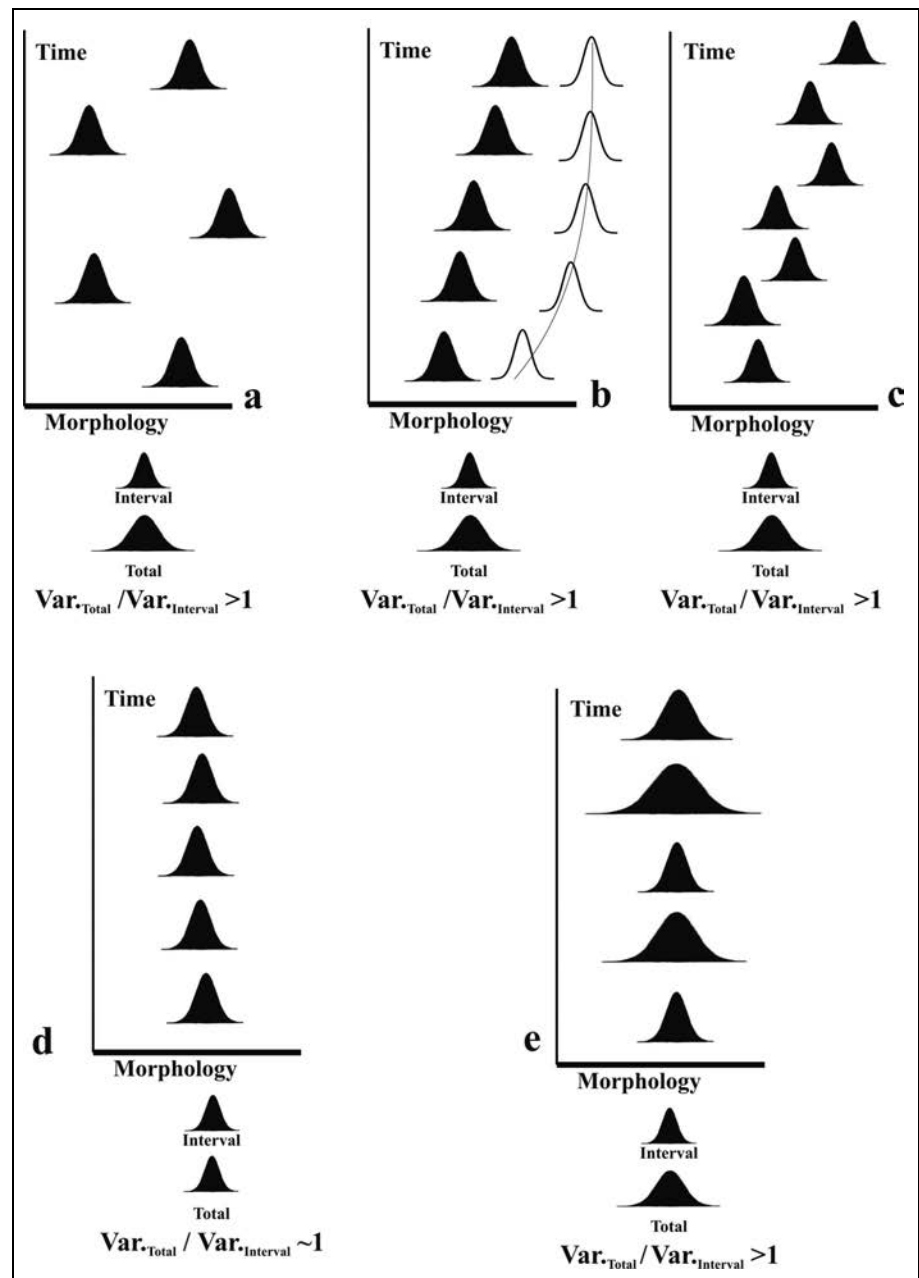 Time
a
Morphology
Interval
Total
Var.Total /Var.Interval >1
Time
b
Morphology
Interval
Total
Var.Total /Var.Interval >1
Time
c
Morphology
Interval
Total
Var.Total / Var.Interval >1
Time
d
Morphology
Interval
Total
Var.Total / Var.Interval ~1
Time
e
Morphology
Interval
Total
Var.Total / Var.Interval >1